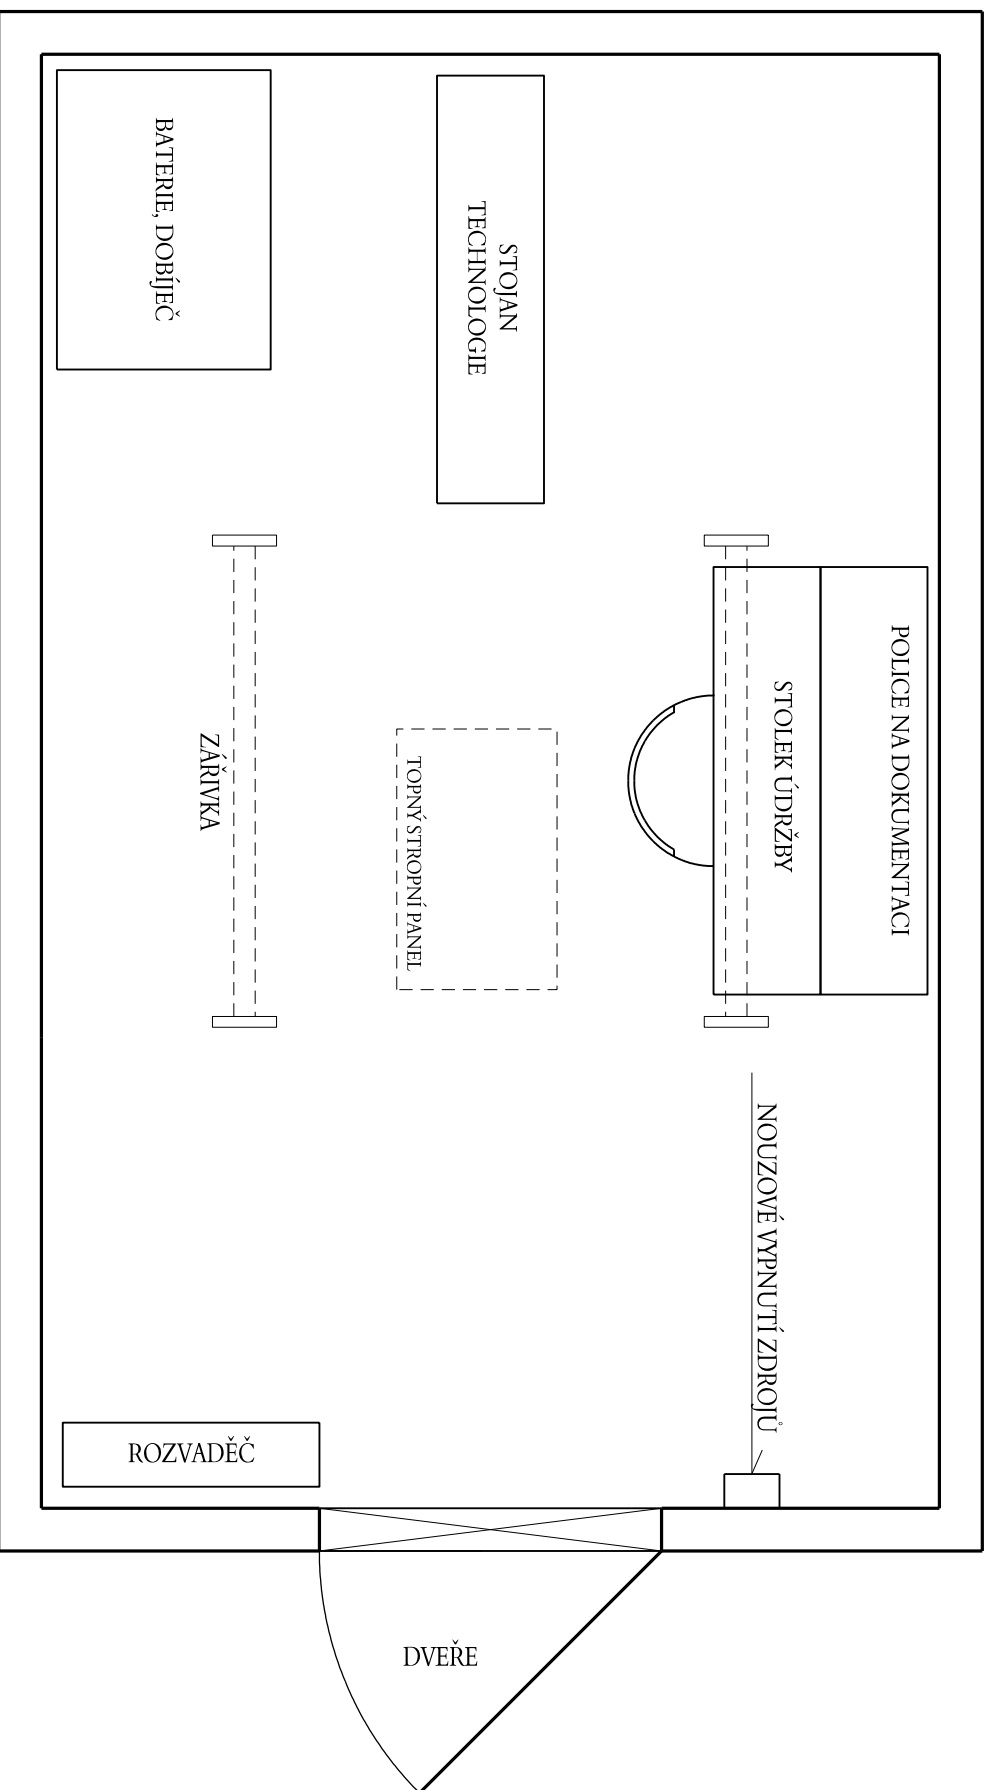 BATERIE, DOBÍJEČ
STOJAN
TECHNOLOGIE
POLICE NA DOKUMENTACI
STOLEK ÚDRŽBY
ZÁŘIVKA
TOPNÝ STROPNÍ PANEL
NOUZOVÉ VYPNUTÍ ZDROJŮ
ROZVADĚČ
DVEŘE